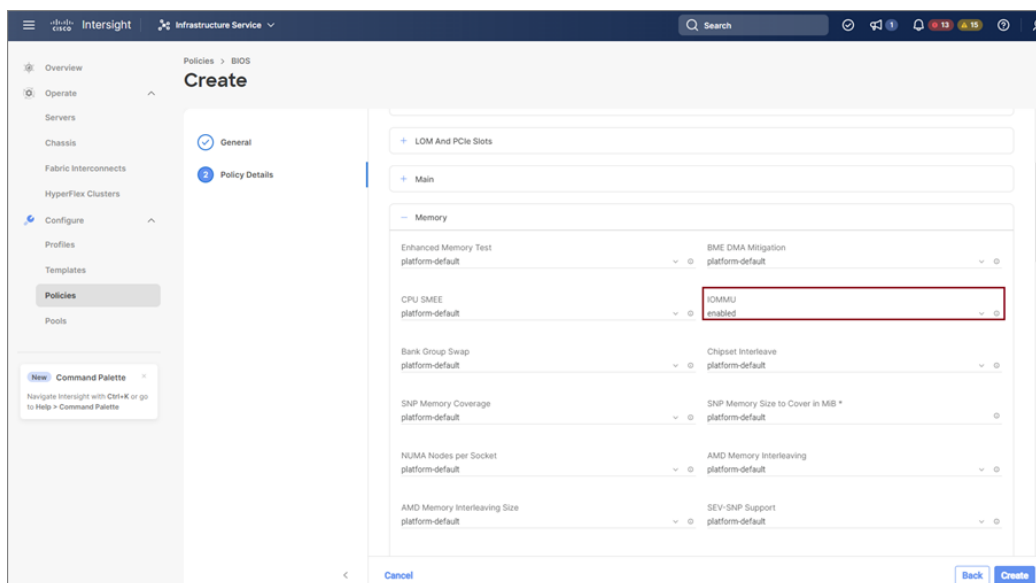 cisco Intersight
Infrastructure Service
Search
1
13
15
Overview
Operate
Servers
Chassis
Fabric Interconnects
HyperFlex Clusters
Configure
Profiles
Templates
Policies
Pools
New Command Palette
Navigate Intersight with Ctrl+K or go
to Help > Command Palette
Policies > BIOS
Create
General
2 Policy Details
+ LOM And PCIe Slots
+ Main
− Memory
Enhanced Memory Test
platform-default
BME DMA Mitigation
platform-default
CPU SMEE
platform-default
IOMMU
enabled
Bank Group Swap
platform-default
Chipset Interleave
platform-default
SNP Memory Coverage
platform-default
SNP Memory Size to Cover in MiB *
platform-default
NUMA Nodes per Socket
platform-default
AMD Memory Interleaving
platform-default
AMD Memory Interleaving Size
platform-default
SEV-SNP Support
platform-default
Cancel
Back
Create